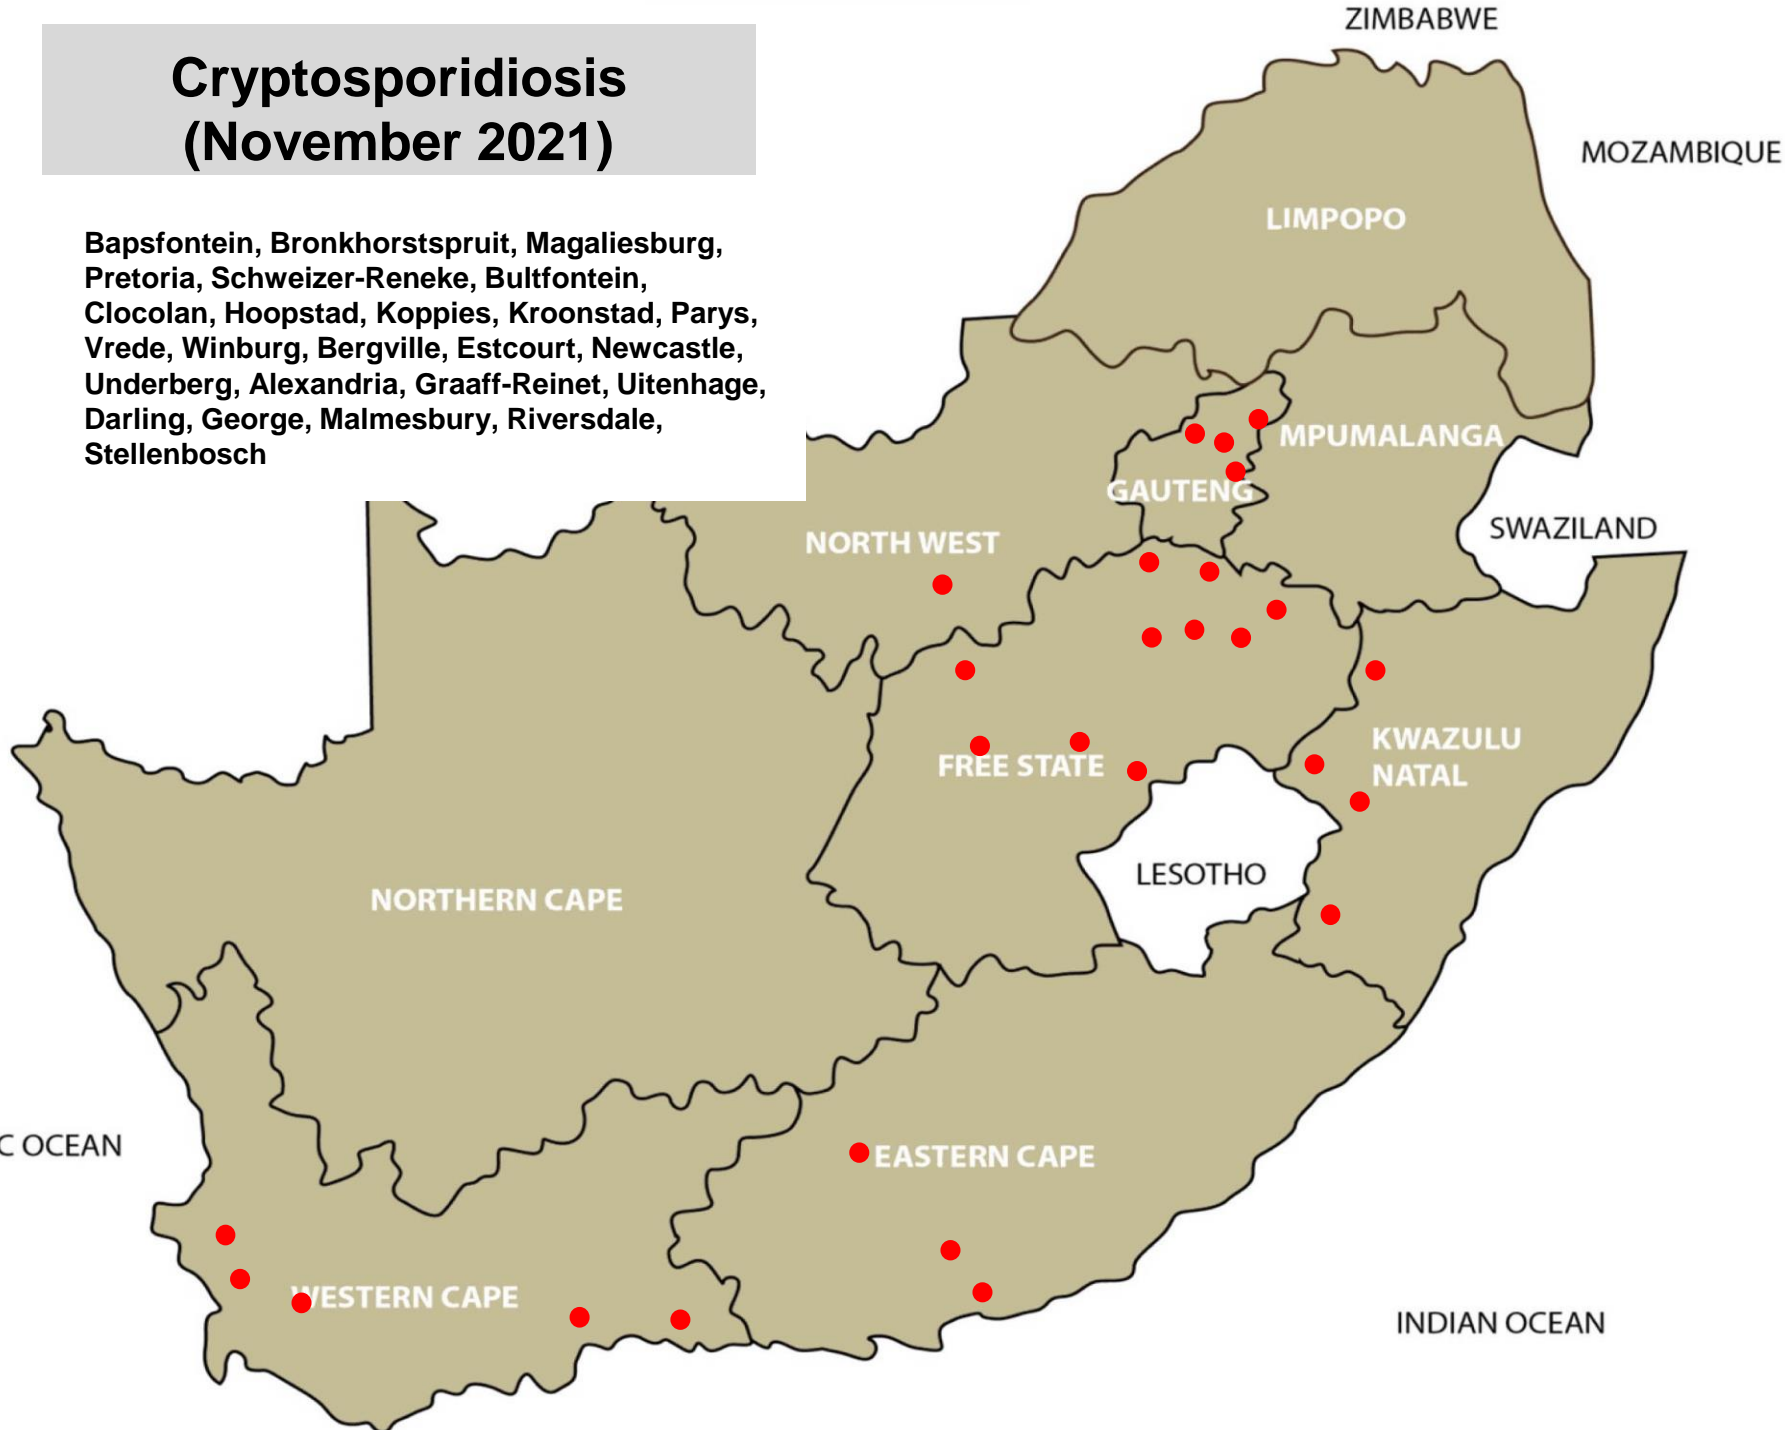 Cryptosporidiosis
(November 2021)
Bapsfontein, Bronkhorstspruit, Magaliesburg,
Pretoria, Schweizer-Reneke, Bultfontein,
Clocolan, Hoopstad, Koppies, Kroonstad, Parys,
Vrede, Winburg, Bergville, Estcourt, Newcastle,
Underberg, Alexandria, Graaff-Reinet, Uitenhage,
Darling, George, Malmesbury, Riversdale,
Stellenbosch
ZIMBABWE
MOZAMBIQUE
LIMPOPO
MPUMALANGA
GAUTENG
SWAZILAND
NORTH WEST
KWAZULU
NATAL
FREE STATE
LESOTHO
NORTHERN CAPE
C OCEAN
EASTERN CAPE
WESTERN CAPE
INDIAN OCEAN